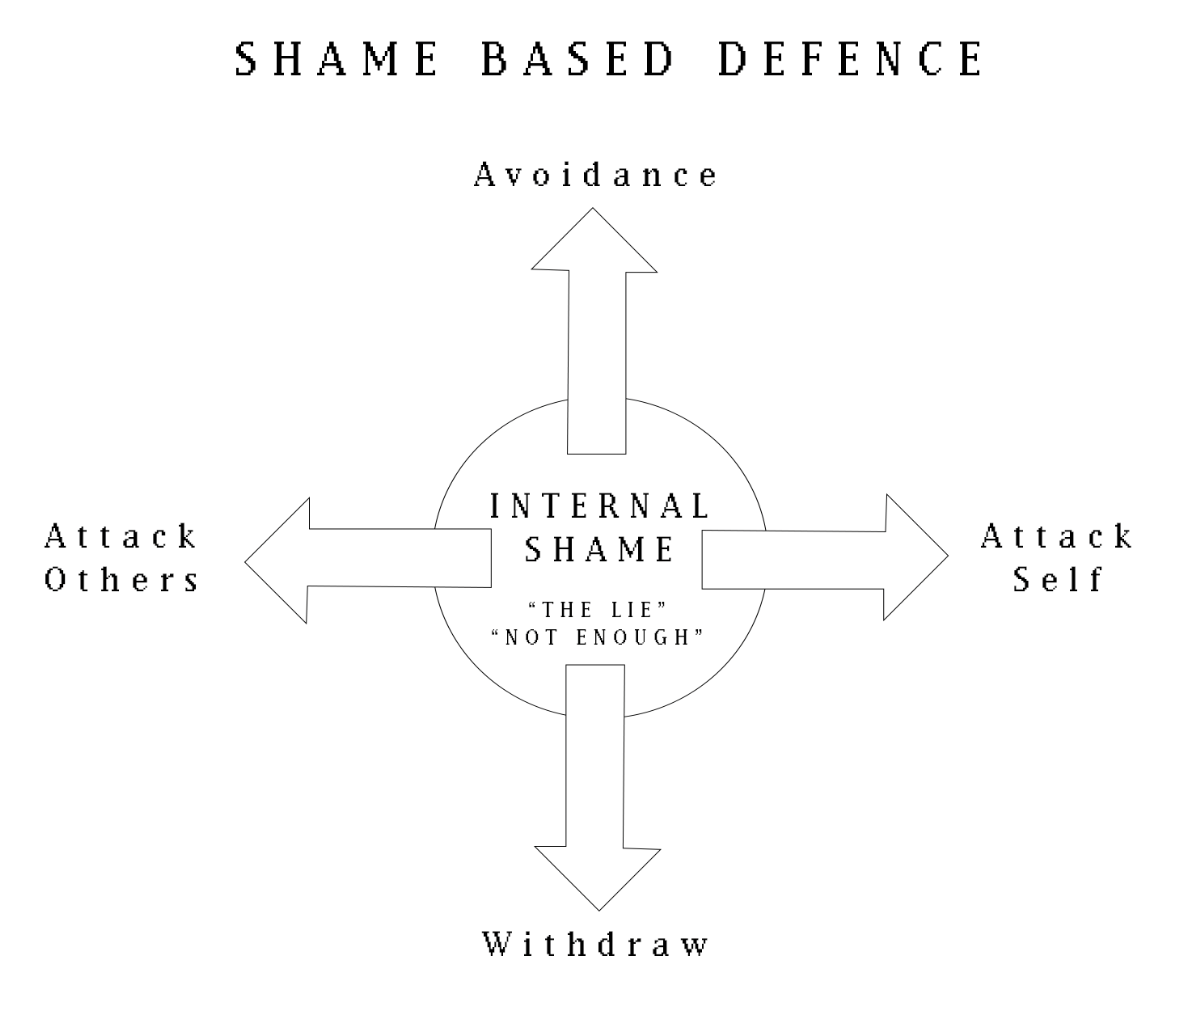 SHAME BASED DEFENCE
Avoidance
Attack
Others
INTERNAL
SHAME
“THE LIE”
“NOT ENOUGH”
Attack
Self
Withdraw